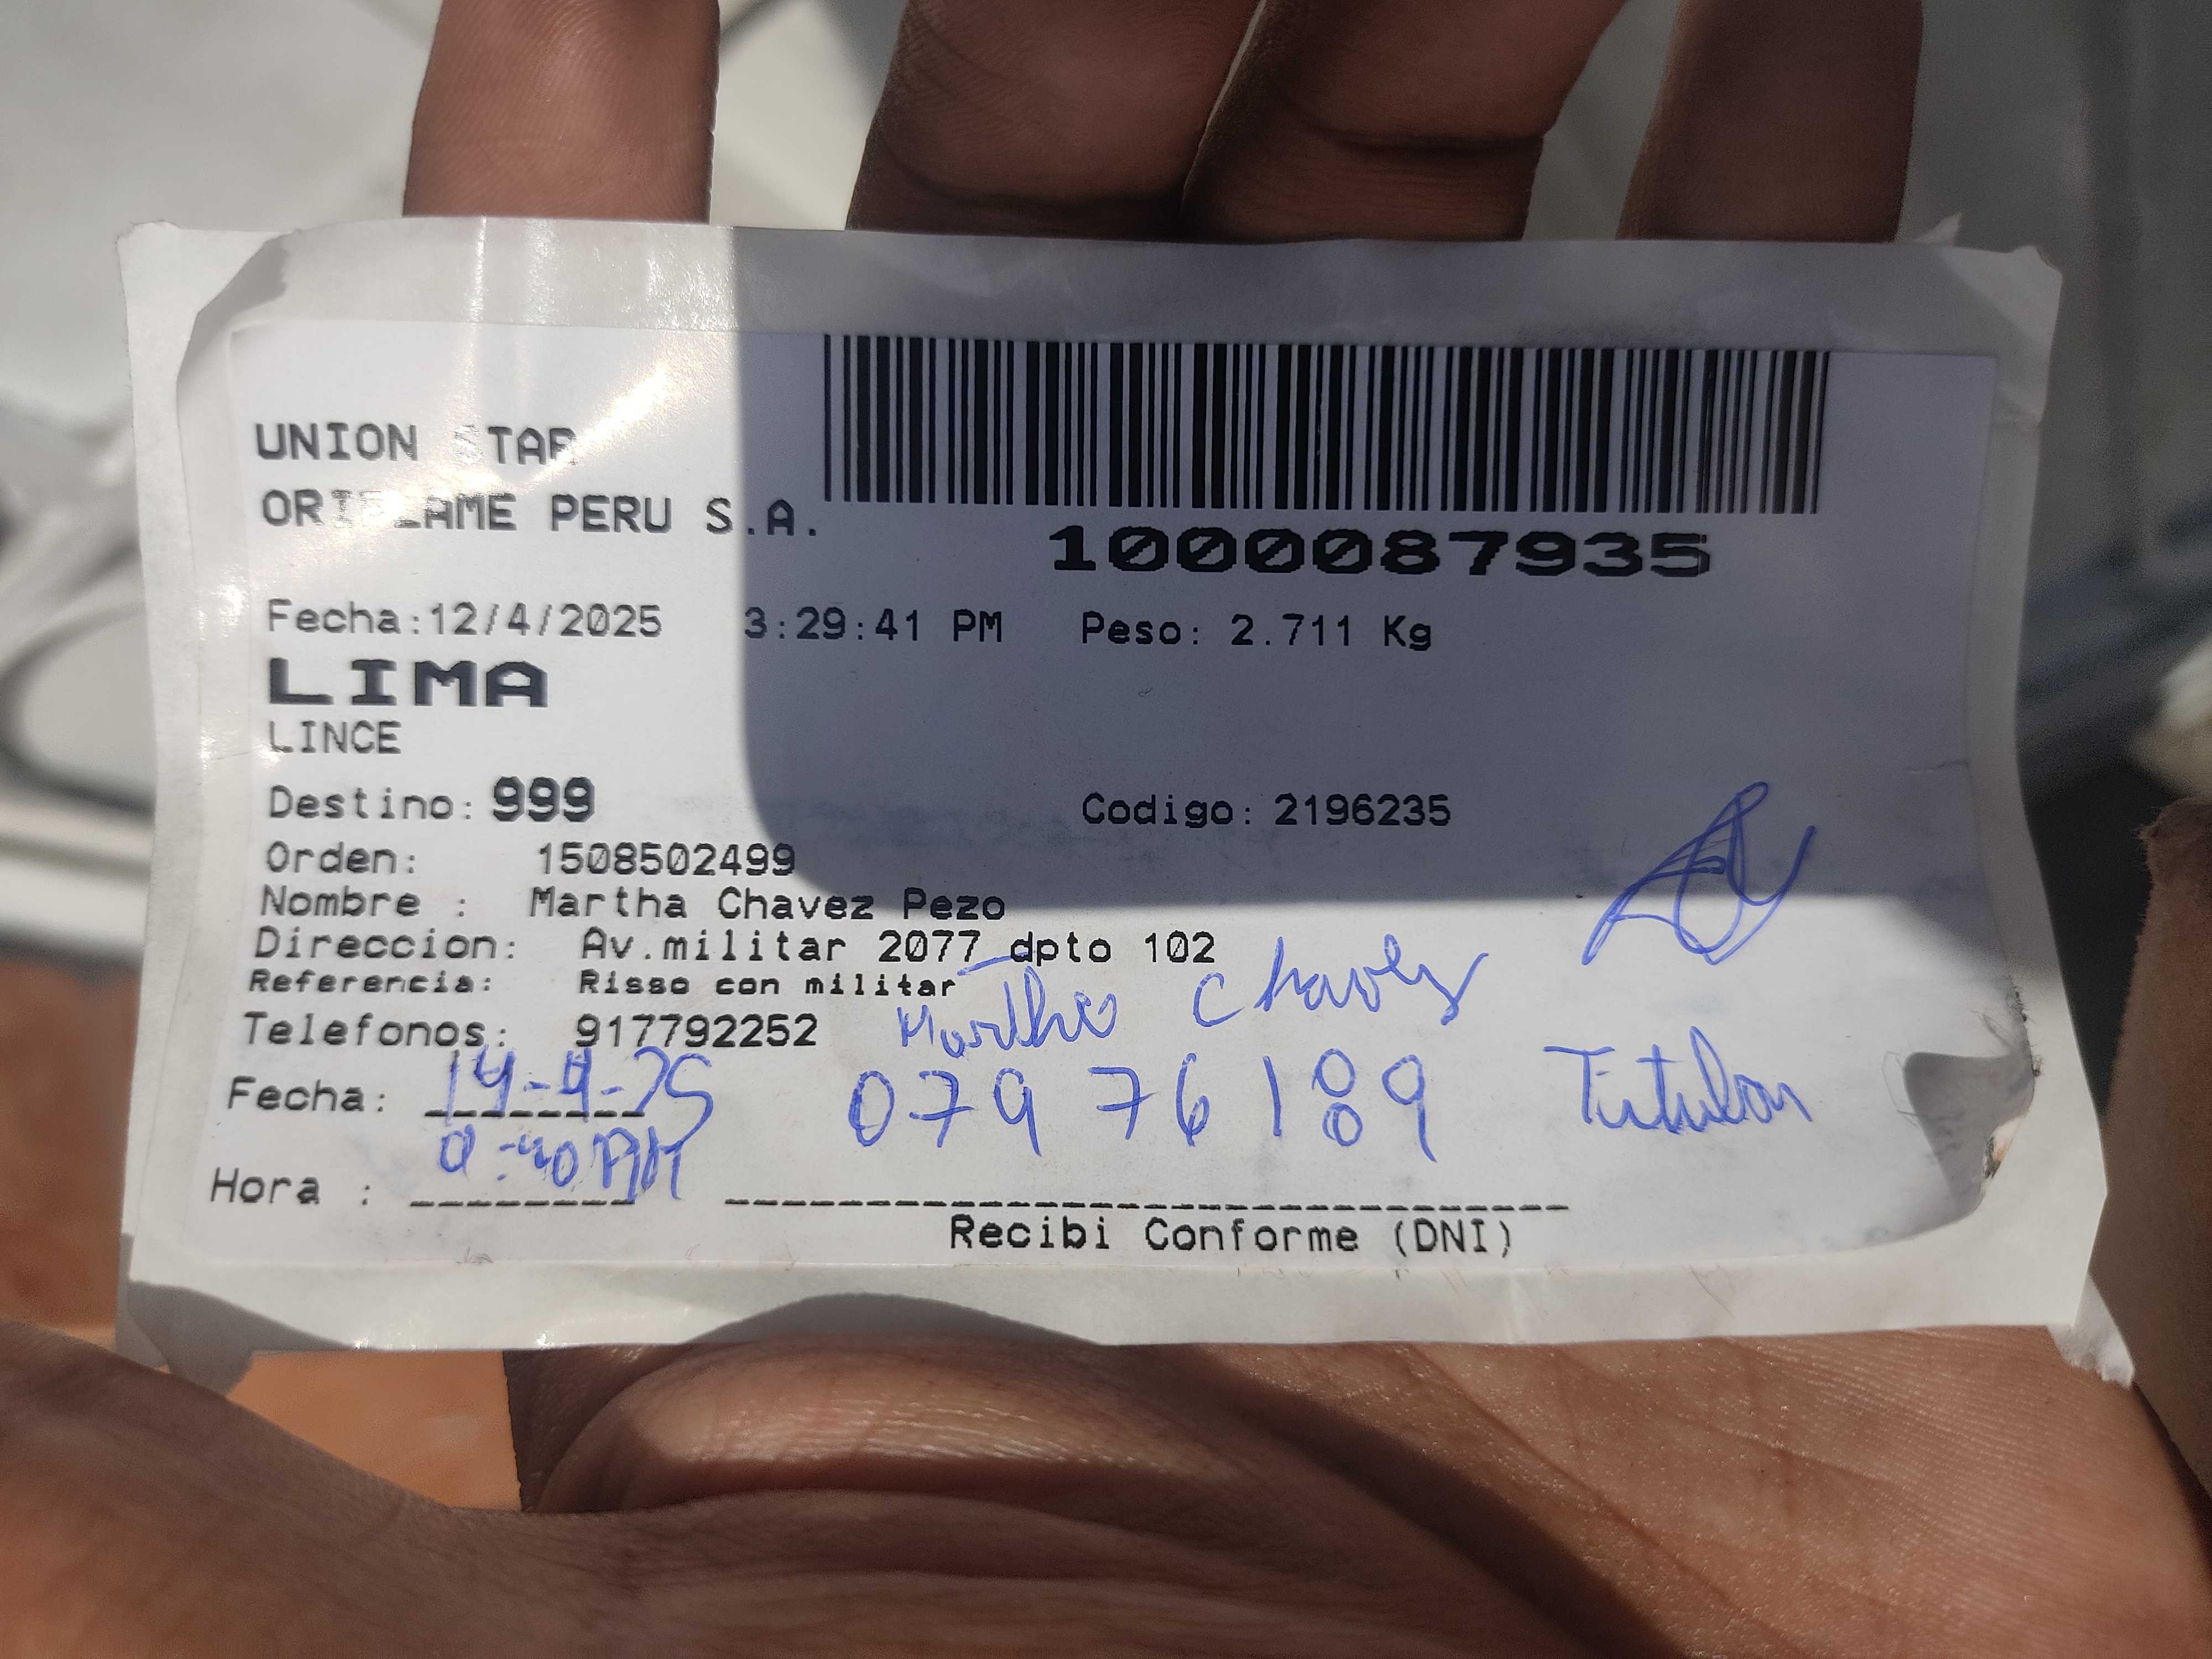 UNION STAR
ORIFLAME PERU S.A.
1000087935
Fecha:12/4/2025 3:29:41 PM Peso: 2.711 Kg
LIMA
LINCE
Destino: 999 Codigo: 2196235
Orden: 1508502499
Nombre : Martha Chavez Pezo
Direccion: Av.militar 2077 dpto 102
Referencia: Risso con militar
Telefonos: 917792252
Martha Chavez
Fecha: 14-4-25 07976189 Titular
Hora :
Recibi Conforme (DNI)